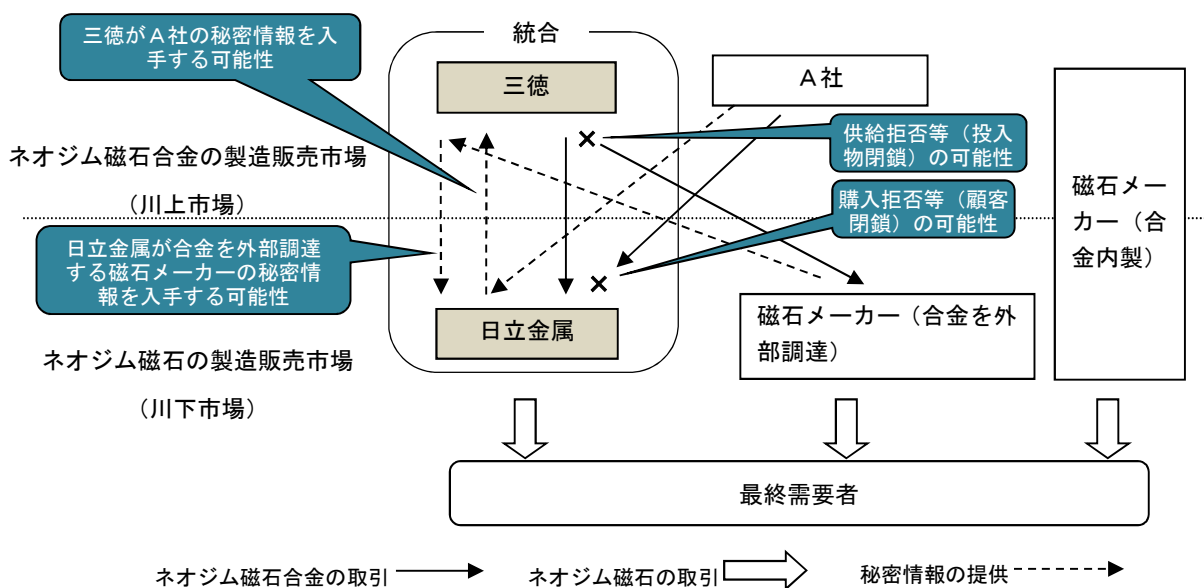 三徳がA社の秘密情報を入
手する可能性
統合
三徳
A社
供給拒否等（投入
物閉鎖）の可能性
ネオジム磁石合金の製造販売市場
（川上市場）
購入拒否等（顧客
閉鎖）の可能性
磁石メー
カー（合
金内製）
日立金属が合金を外部調達
する磁石メーカーの秘密情
報を入手する可能性
日立金属
磁石メーカー（合金を外
部調達）
ネオジム磁石の製造販売市場
（川下市場）
最終需要者
ネオジム磁石合金の取引
ネオジム磁石の取引
秘密情報の提供